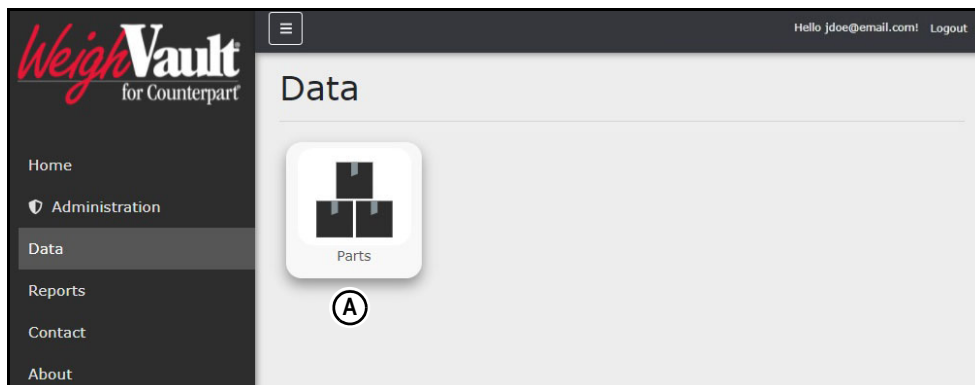 WeighVault
for Counterpart
Hello jdoe@email.com! Logout
Data
Home
Administration
Data
Reports
Contact
About
Parts
A